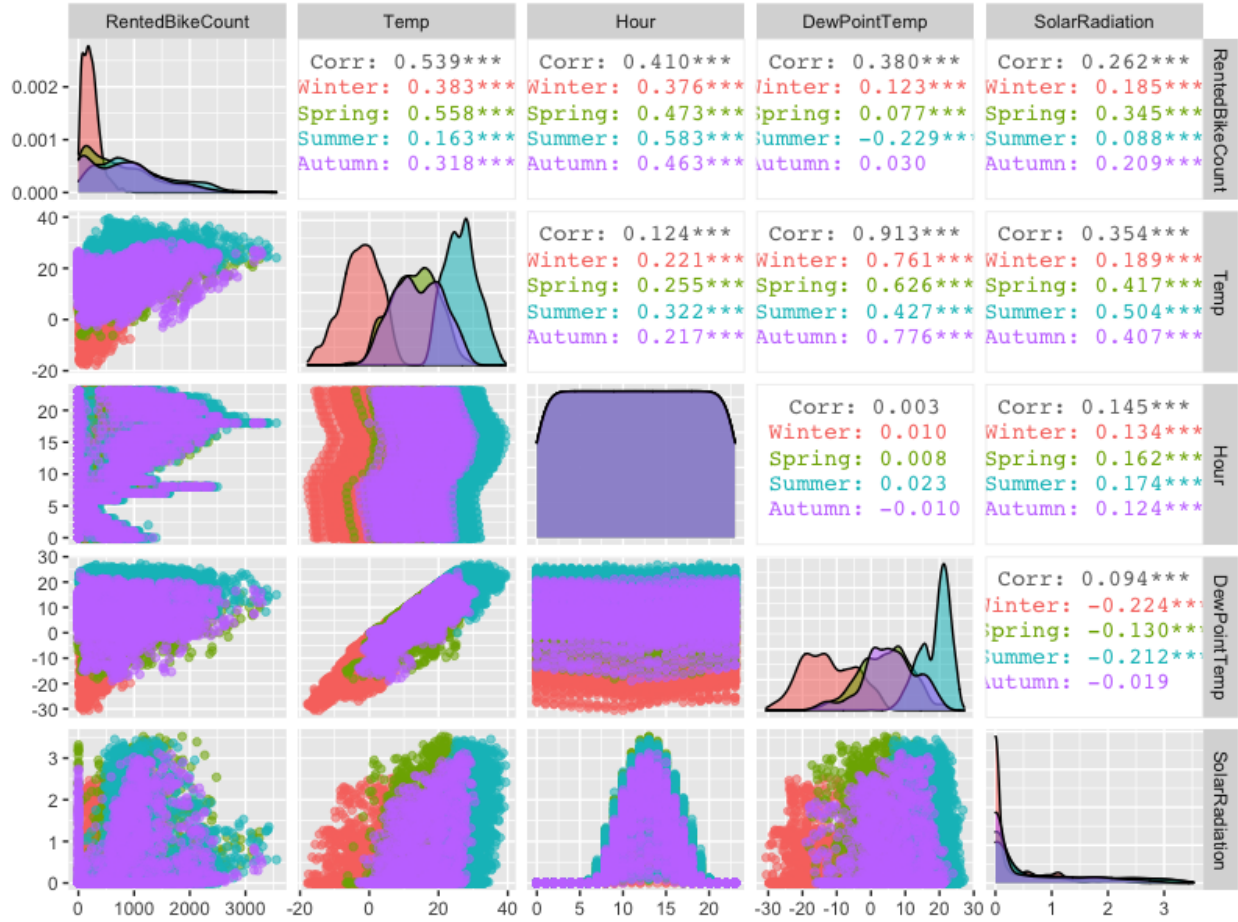 RentedBikeCount Temp Hour DewPointTemp SolarRadiation
0.002
0.001
0.000
Corr: 0.539***
Winter: 0.383***
Spring: 0.558***
Summer: 0.163***
Autumn: 0.318***
Corr: 0.410***
Winter: 0.376***
Spring: 0.473***
Summer: 0.583***
Autumn: 0.463***
Corr: 0.380***
Winter: 0.123***
Spring: 0.077***
Summer: -0.229***
Autumn: 0.030
Corr: 0.262***
Winter: 0.185***
Spring: 0.345***
Summer: 0.088***
Autumn: 0.209***
RentedBikeCount
40
20
0
-20
Corr: 0.124***
Winter: 0.221***
Spring: 0.255***
Summer: 0.322***
Autumn: 0.217***
Corr: 0.913***
Winter: 0.761***
Spring: 0.626***
Summer: 0.427***
Autumn: 0.776***
Corr: 0.354***
Winter: 0.189***
Spring: 0.417***
Summer: 0.504***
Autumn: 0.407***
Temp
20
15
10
5
0
Corr: 0.003
Winter: 0.010
Spring: 0.008
Summer: 0.023
Autumn: -0.010
Corr: 0.145***
Winter: 0.134***
Spring: 0.162***
Summer: 0.174***
Autumn: 0.124***
Hour
30
20
10
0
-10
-20
-30
Corr: 0.094***
Winter: -0.224***
Spring: -0.130***
Summer: -0.212***
Autumn: -0.019
DewPointTemp
3
2
1
0
SolarRadiation
0 1000 2000 3000
-20 0 20 40
0 5 10 15 20
-30 -20 -10 0 10 20 30
0 1 2 3